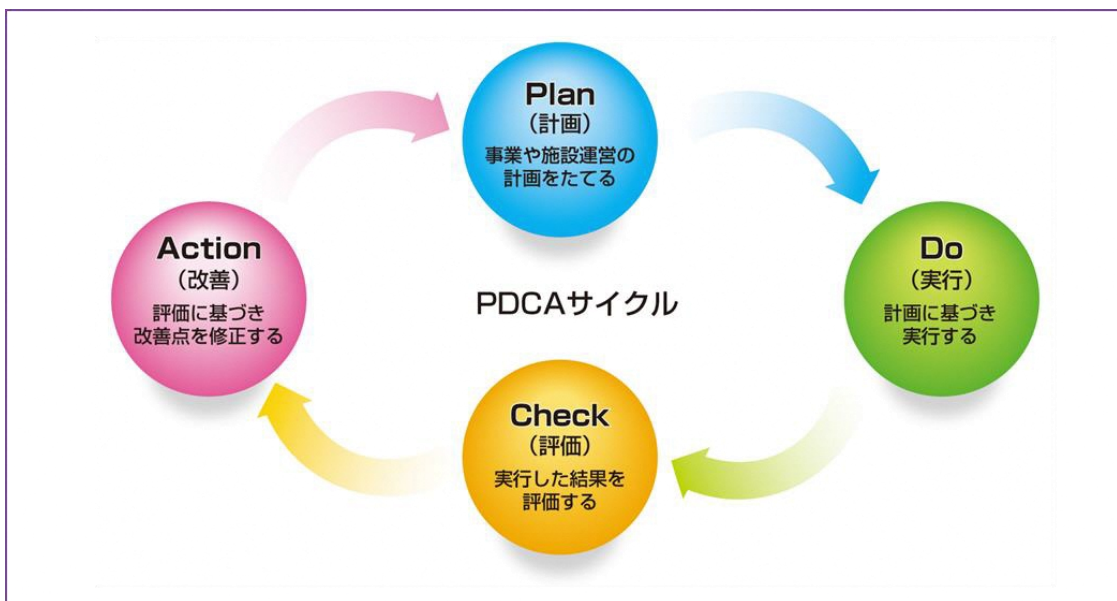 Plan
(計画)
事業や施設運営の
計画をたてる
Do
(実行)
計画に基づき
実行する
Check
(評価)
実行した結果を
評価する
Action
(改善)
評価に基づき
改善点を修正する
PDCAサイクル